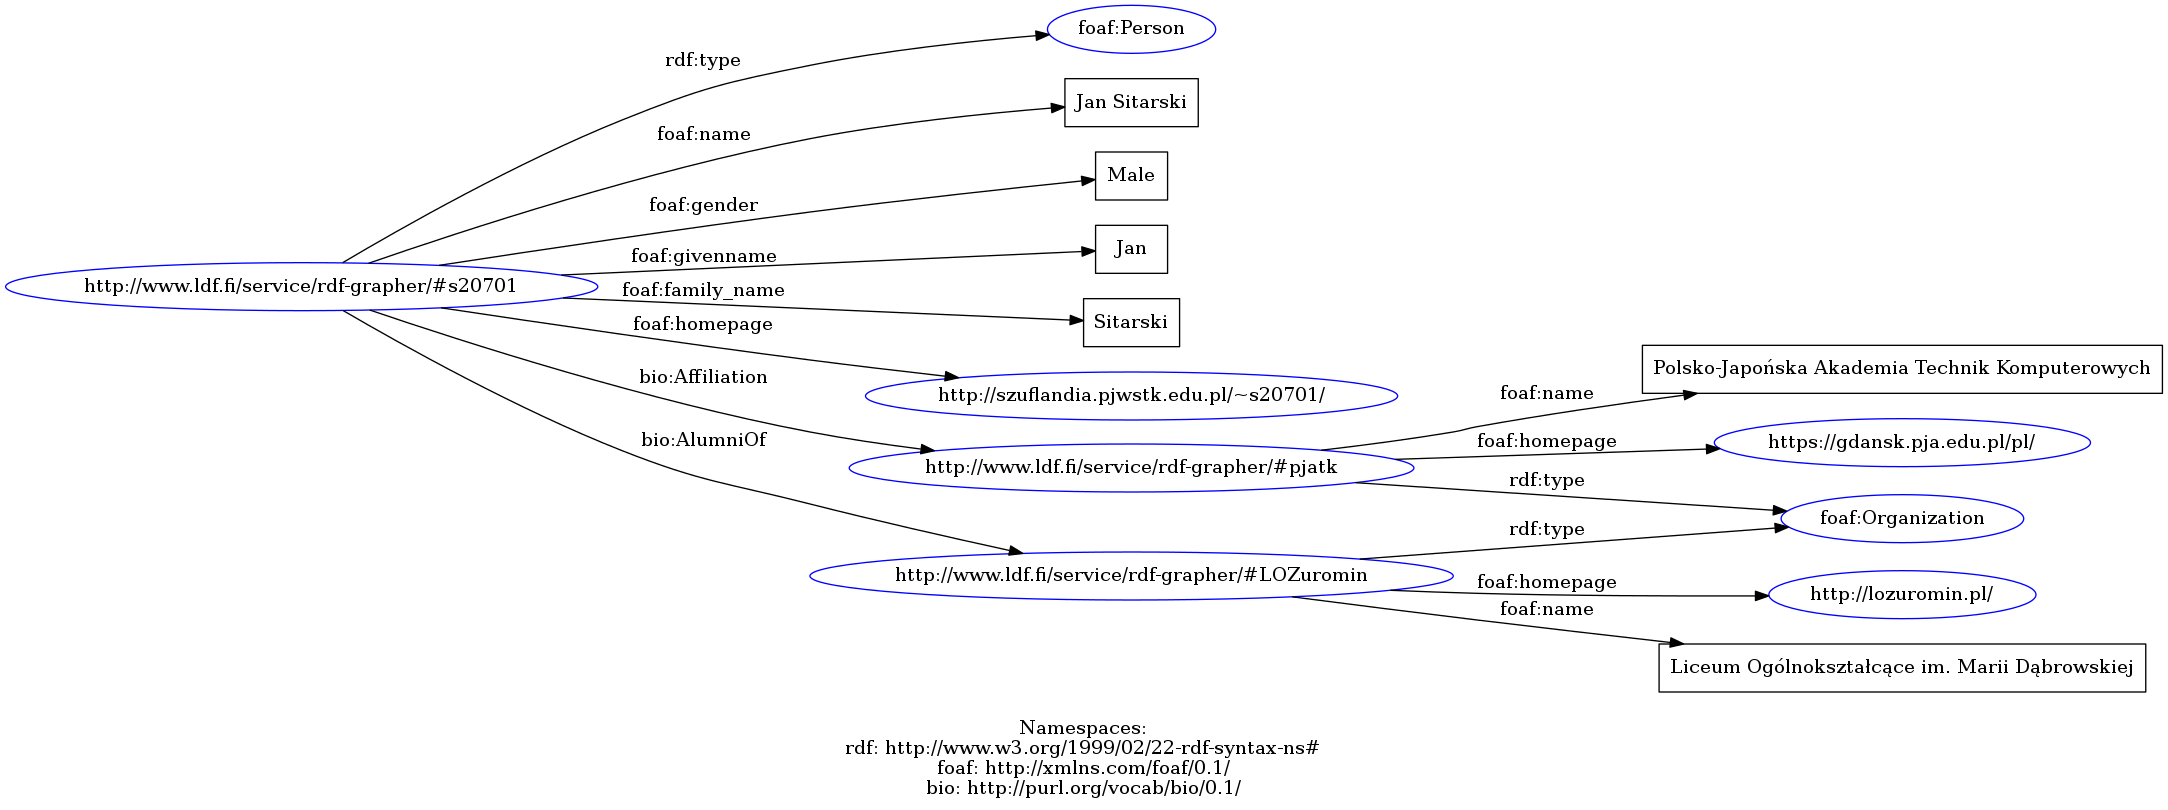 foaf:Person
rdf:type
Jan Sitarski
foaf:name
Male
foaf:gender
Jan
foaf:givenname
http://www.ldf.fi/service/rdf-grapher/#s20701
foaf:family_name
Sitarski
foaf:homepage
http://szuflandia.pjwstk.edu.pl/~s20701/
bio:Affiliation
http://www.ldf.fi/service/rdf-grapher/#pjatk
bio:AlumniOf
http://www.ldf.fi/service/rdf-grapher/#LOZuromin
foaf:name
Polsko-Japońska Akademia Technik Komputerowych
foaf:homepage
https://gdansk.pja.edu.pl/pl/
rdf:type
foaf:Organization
rdf:type
foaf:homepage
http://lozuromin.pl/
foaf:name
Liceum Ogólnokształcące im. Marii Dąbrowskiej
Namespaces:
rdf: http://www.w3.org/1999/02/22-rdf-syntax-ns#
foaf: http://xmlns.com/foaf/0.1/
bio: http://purl.org/vocab/bio/0.1/